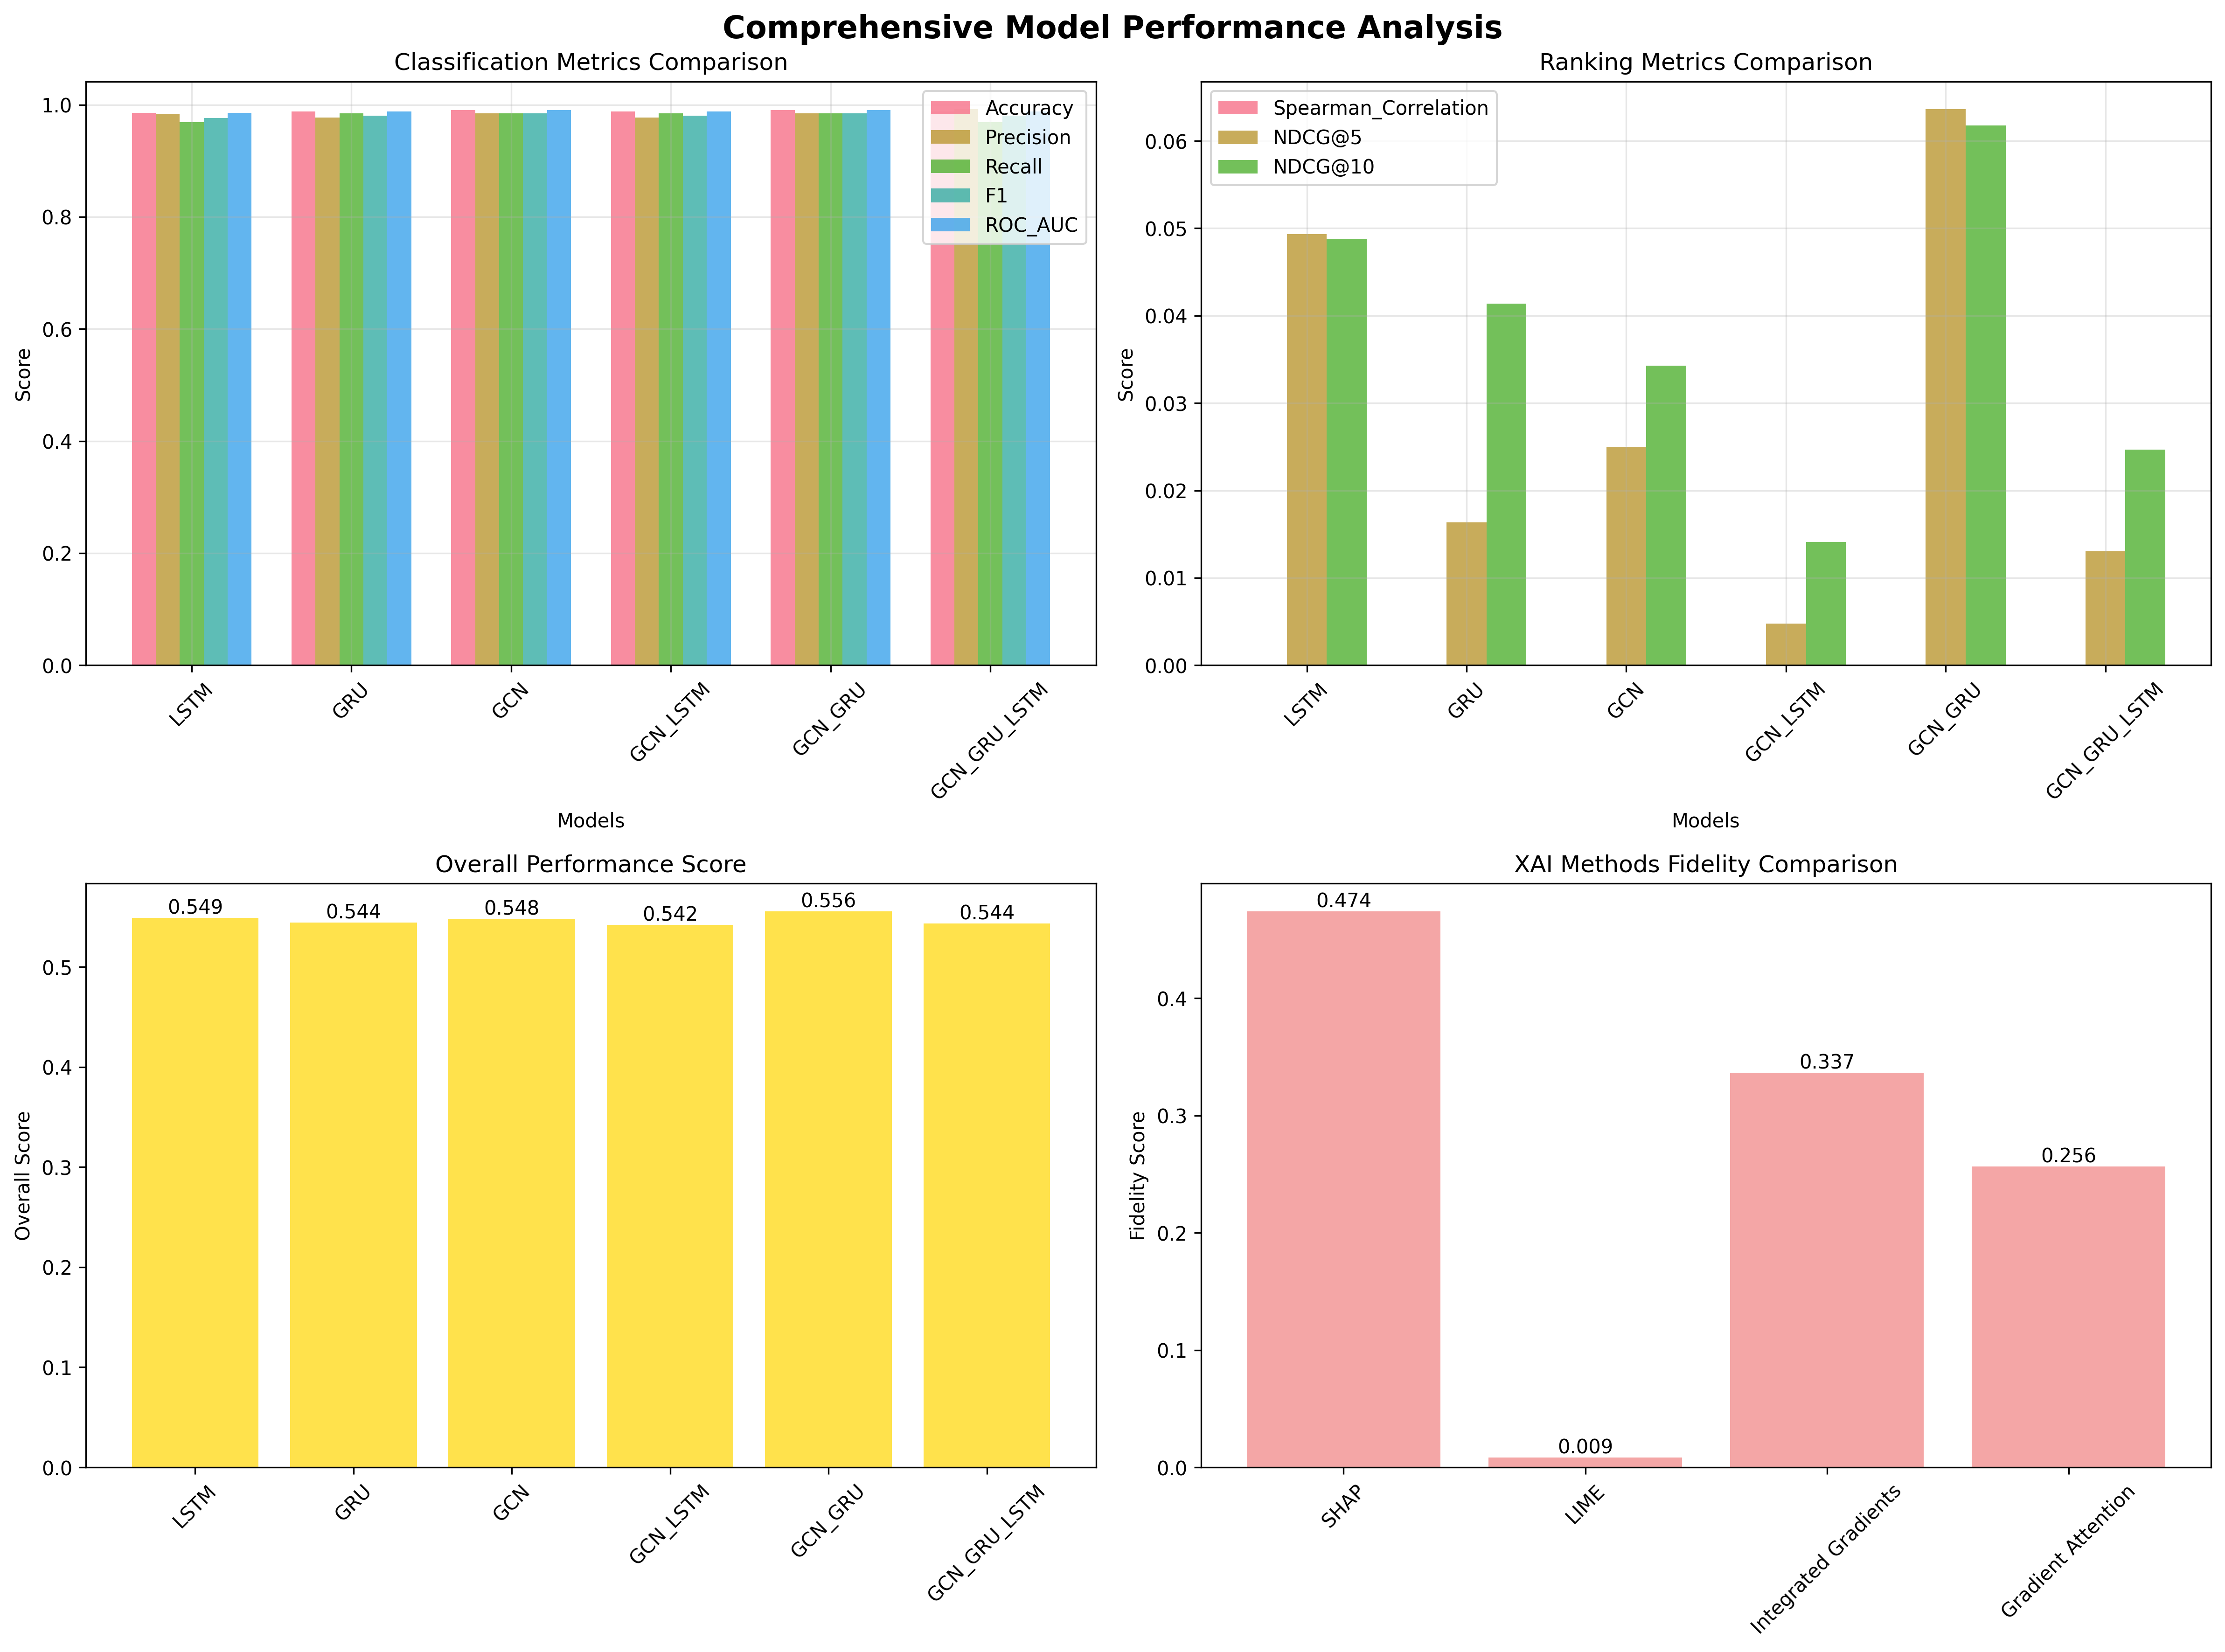 Comprehensive Model Performance Analysis
Classification Metrics Comparison
Score
1.0
0.8
0.6
0.4
0.2
0.0
Accuracy
Precision
Recall
F1
ROC_AUC
LSTM
GRU
GCN
GCN_LSTM
GCN_GRU
GCN_GRU_LSTM
Models
Ranking Metrics Comparison
Score
0.06
0.05
0.04
0.03
0.02
0.01
0.00
Spearman_Correlation
NDCG@5
NDCG@10
LSTM
GRU
GCN
GCN_LSTM
GCN_GRU
GCN_GRU_LSTM
Models
Overall Performance Score
Overall Score
0.5
0.4
0.3
0.2
0.1
0.0
0.549
0.544
0.548
0.542
0.556
0.544
LSTM
GRU
GCN
GCN_LSTM
GCN_GRU
GCN_GRU_LSTM
XAI Methods Fidelity Comparison
Fidelity Score
0.4
0.3
0.2
0.1
0.0
0.474
0.009
0.337
0.256
SHAP
LIME
Integrated Gradients
Gradient Attention